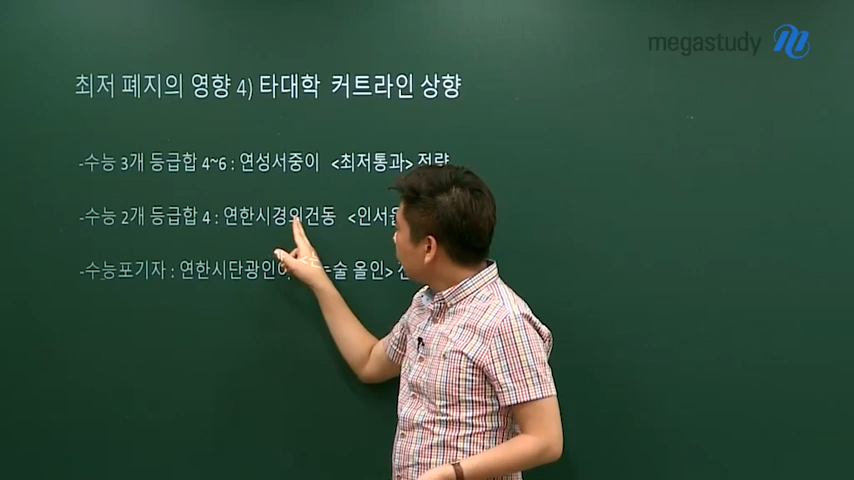 megastudy
최저 폐지의 영향 4) 타대학 커트라인 상향
-수능 3개 등급합 4~6 : 연성서중이 <최저통과> 전략
-수능 2개 등급합 4 : 연한시경외건동 <인서울
-수능포기자 : 연한시단광인 술 올인>